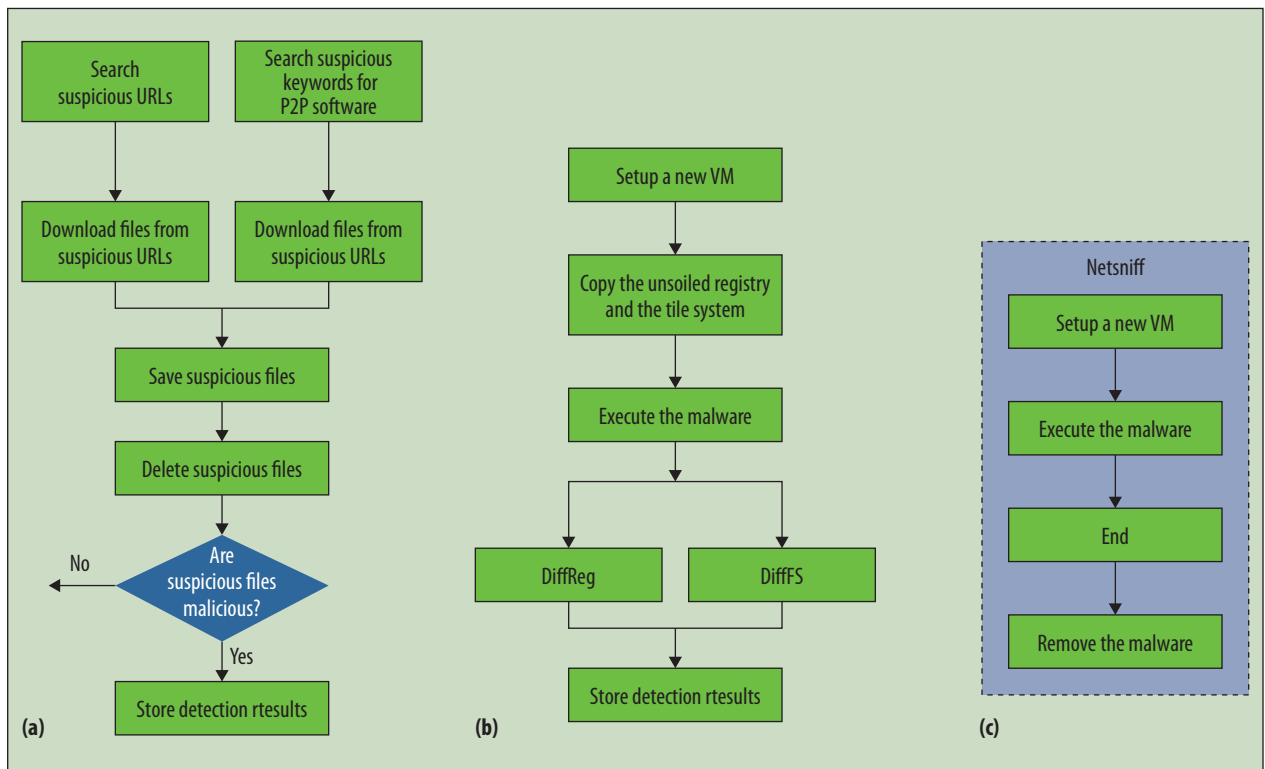 Search
suspicious URLs
Search suspicious
keywords for
P2P software
Download files from
suspicious URLs
Download files from
suspicious URLs
Save suspicious files
Delete suspicious files
Are
suspicious files
malicious?
No
Yes
Store detection rtesults
(a)
Setup a new VM
Copy the unsoiled registry
and the tile system
Execute the malware
DiffReg
DiffFS
Store detection rtesults
(b)
Netsniff
Setup a new VM
Execute the malware
End
Remove the malware
(c)